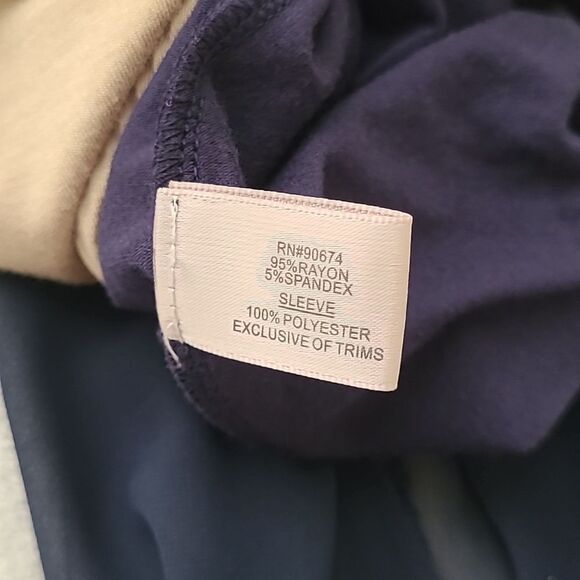 RN#90674
95%RAYON
5%SPANDEX
SLEEVE
100% POLYESTER
EXCLUSIVE OF TRIMS